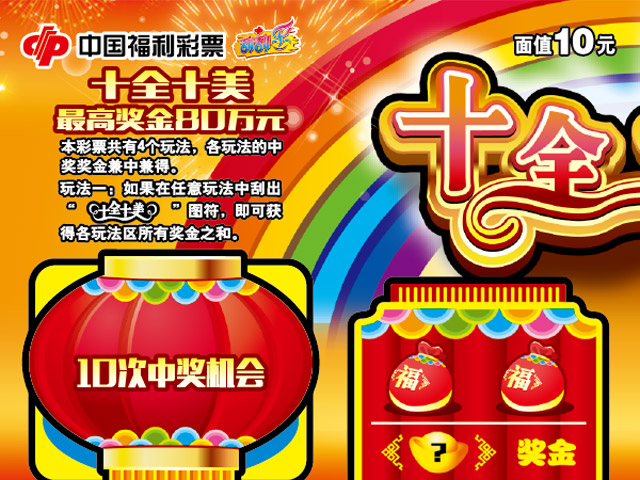 中国福利彩票 刮刮乐
面值10元
十全十美
最高奖金80万元
本彩票共有4个玩法，各玩法的中
奖奖金兼中兼得。
玩法一：如果在任意玩法中刮出
“十全十美”图符，即可获
得各玩法区所有奖金之和。
十全
10次中奖机会
福 福
? 奖金